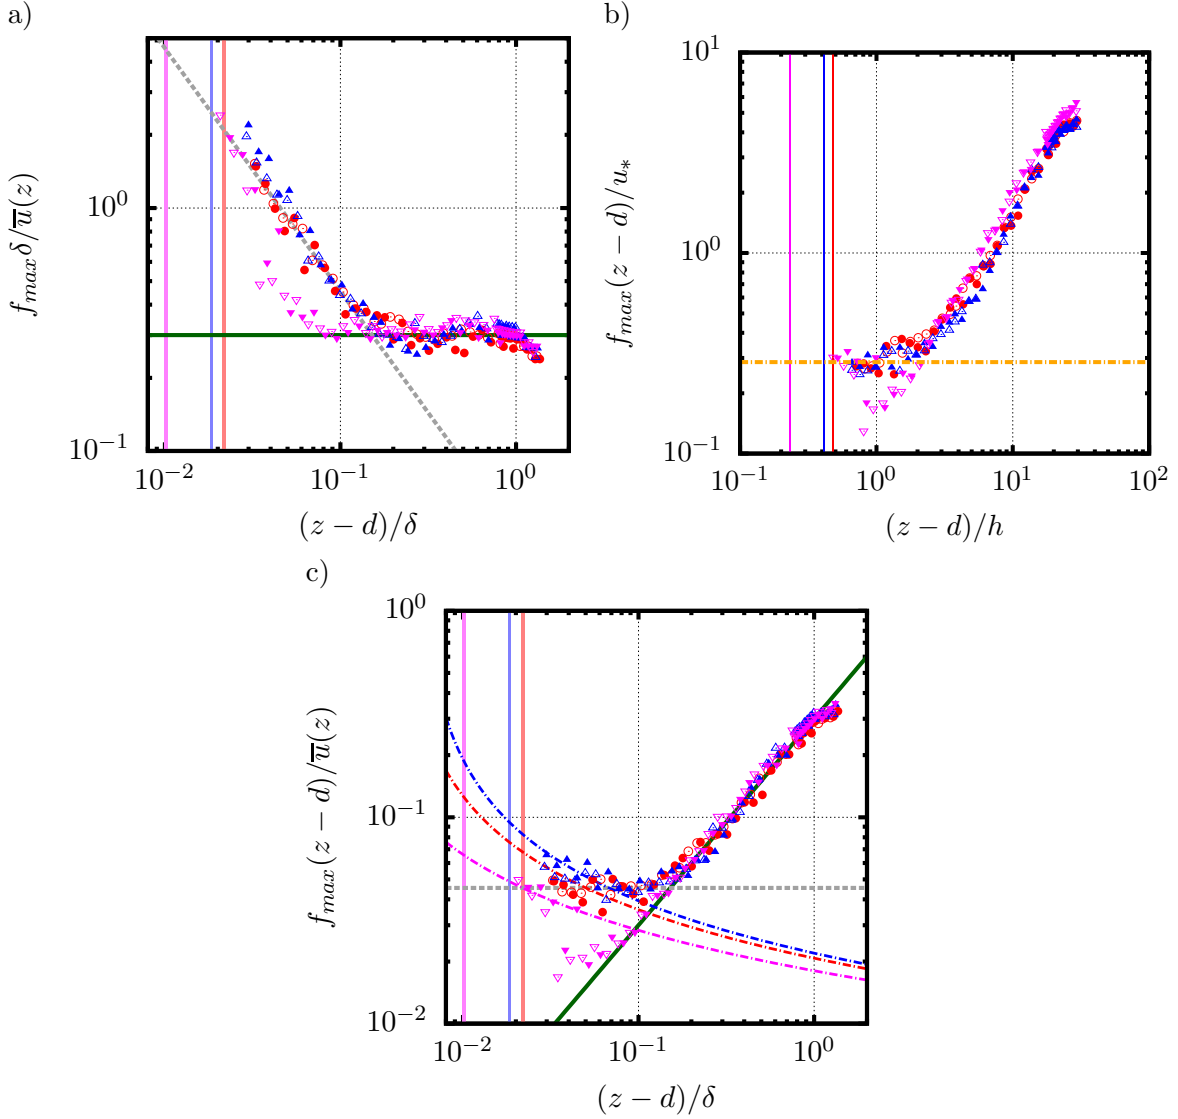 a)
f_{max}δ/\overline{u}(z)
10^0
10^{-1}
10^{-2} 10^{-1} 10^0
(z − d)/δ
b)
f_{max}(z − d)/u_*
10^1
10^0
10^{-1}
10^{-1} 10^0 10^1 10^2
(z − d)/h
c)
f_{max}(z − d)/\overline{u}(z)
10^0
10^{-1}
10^{-2}
10^{-2} 10^{-1} 10^0
(z − d)/δ